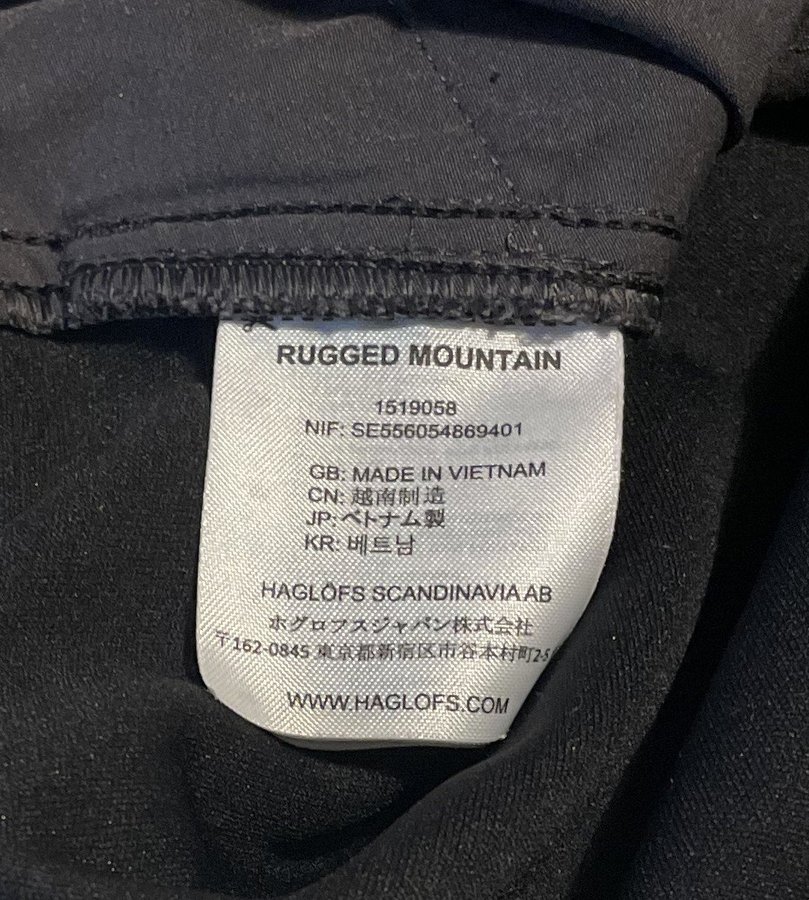 RUGGED MOUNTAIN
1519058
NIF: SE556054869401
GB: MADE IN VIETNAM
CN: 越南制造
JP: ベトナム製
KR: 베트남
HAGLÖFS SCANDINAVIA AB
ホグロフスジャパン株式会社
〒162-0845 東京都新宿区市谷本村町2-5
WWW.HAGLOFS.COM